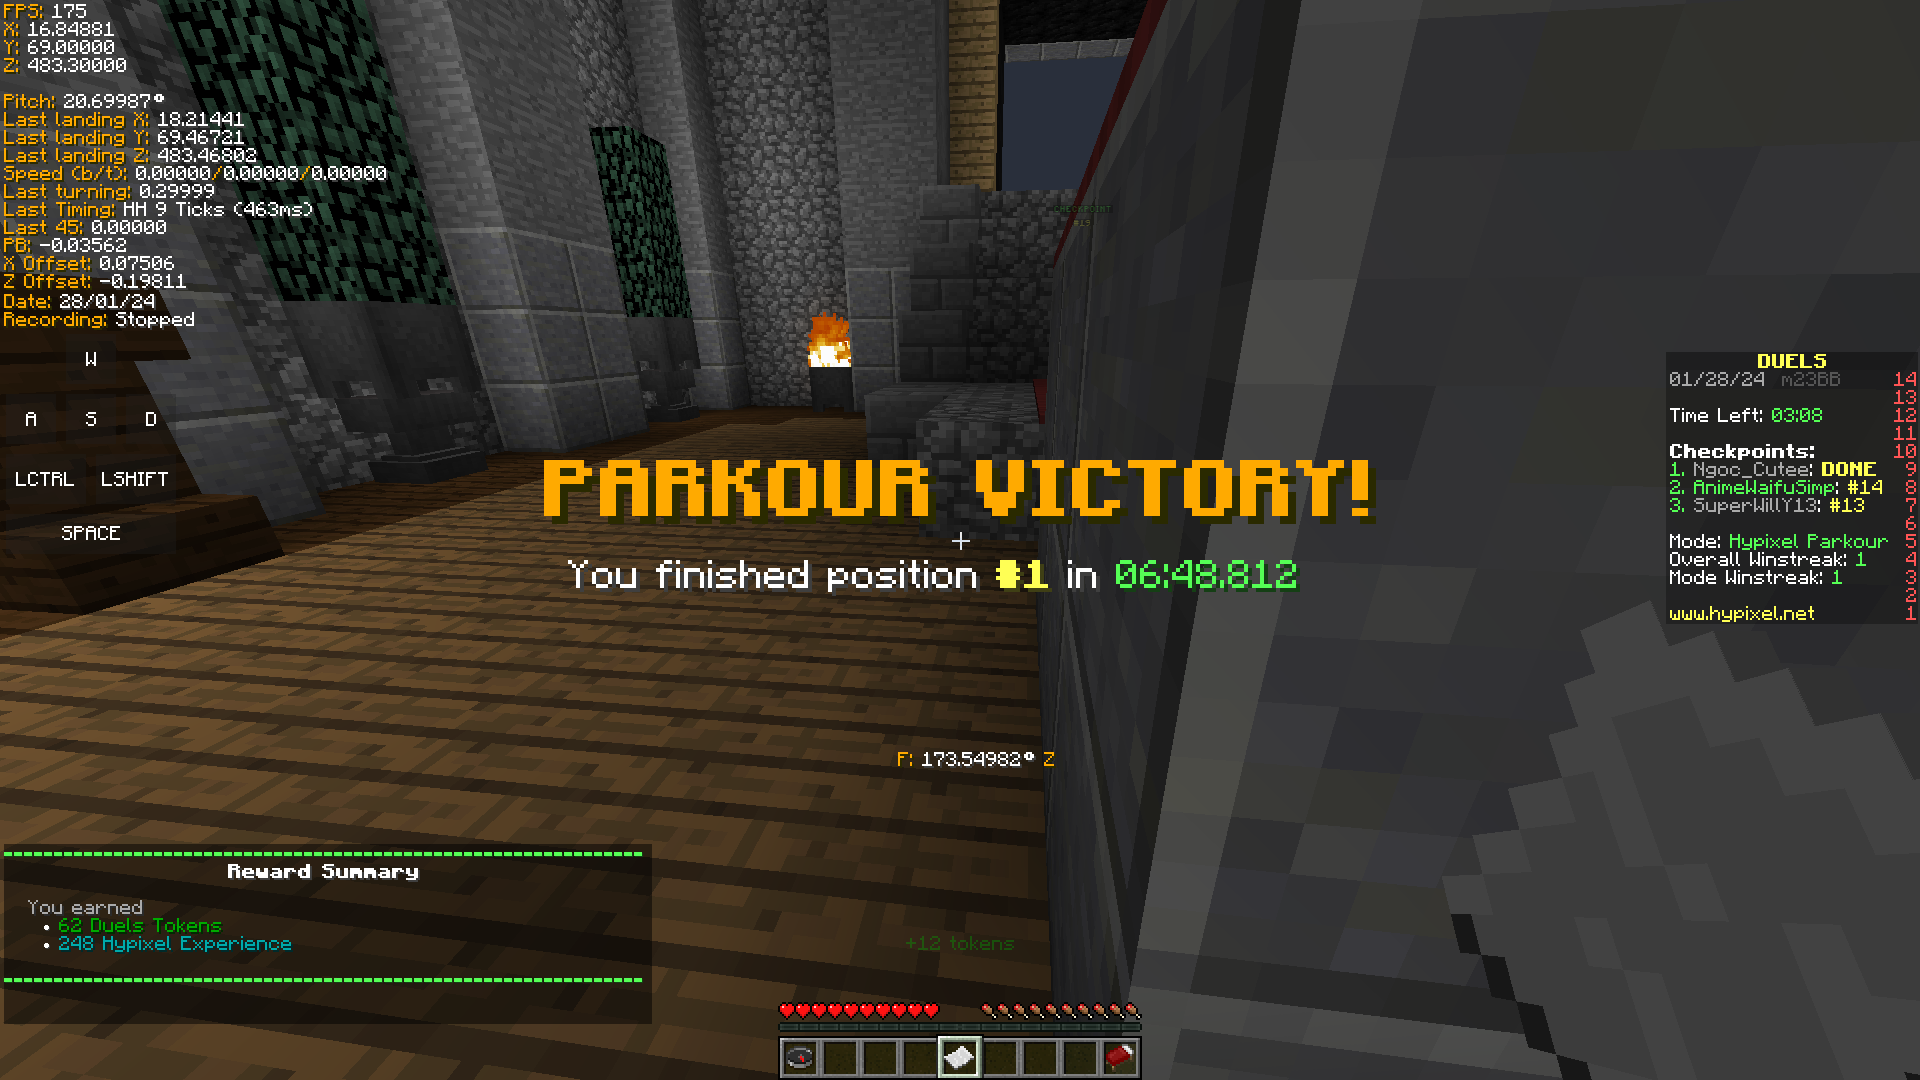 FPS: 175
X: 16.84881
Y: 69.00000
Z: 483.30000
Pitch: 20.69987°
Last landing X: 18.21441
Last landing Y: 69.46721
Last landing Z: 483.46802
Speed (b/t): 0.00000/0.00000/0.00000
Last turning: 0.29999
Last Timing: HH 9 Ticks (463ms)
Last 45: 0.00000
PB: -0.03562
X Offset: 0.07506
Z Offset: -0.19811
Date: 28/01/24
Recording: Stopped
W
A S D
LCTRL LSHIFT
SPACE
CHECKPOINT
PARKOUR VICTORY!
You finished position #1 in 06:48.812
F: 173.54982° Z
DUELS
01/28/24 m23BB 14
13
Time Left: 03:08 12
11
Checkpoints: 10
1. Ngoc_Cutee: DONE 9
2. AnimeWaifuSimp: #14 8
3. SuperWillY13: #13 7
6
Mode: Hypixel Parkour 5
Overall Winstreak: 1 4
Mode Winstreak: 1 3
2
www.hypixel.net 1
Reward Summary
You earned
• 62 Duels Tokens
• 248 Hypixel Experience
+12 tokens